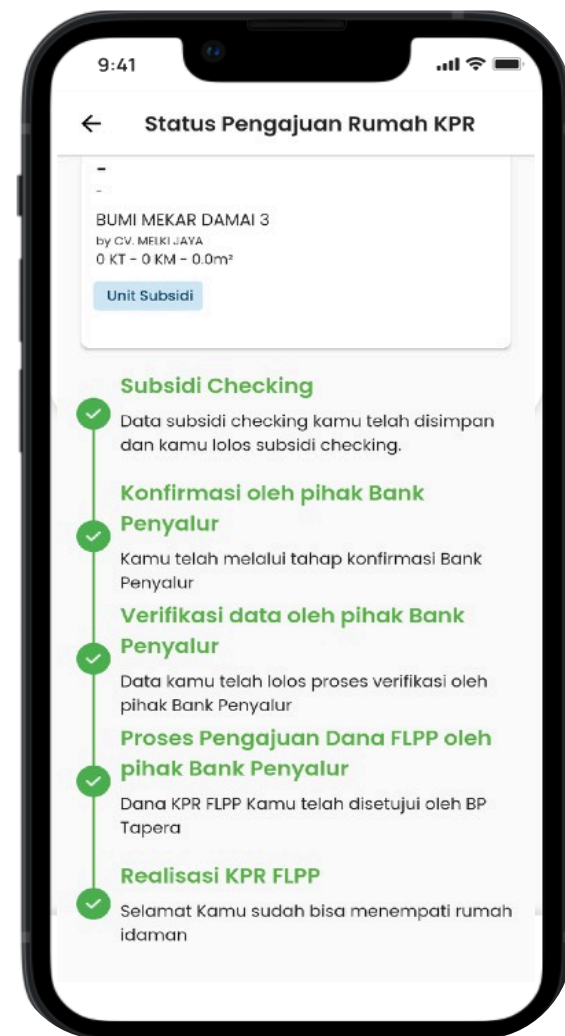 9:41
Status Pengajuan Rumah KPR
-
-
BUMI MEKAR DAMAI 3
by CV. MELKI JAYA
0 KT - 0 KM - 0.0m²
Unit Subsidi
Subsidi Checking
Data subsidi checking kamu telah disimpan
dan kamu lolos subsidi checking.
Konfirmasi oleh pihak Bank
Penyalur
Kamu telah melalui tahap konfirmasi Bank
Penyalur
Verifikasi data oleh pihak Bank
Penyalur
Data kamu telah lolos proses verifikasi oleh
pihak Bank Penyalur
Proses Pengajuan Dana FLPP oleh
pihak Bank Penyalur
Dana KPR FLPP Kamu telah disetujui oleh BP
Tapera
Realisasi KPR FLPP
Selamat Kamu sudah bisa menempati rumah
idaman